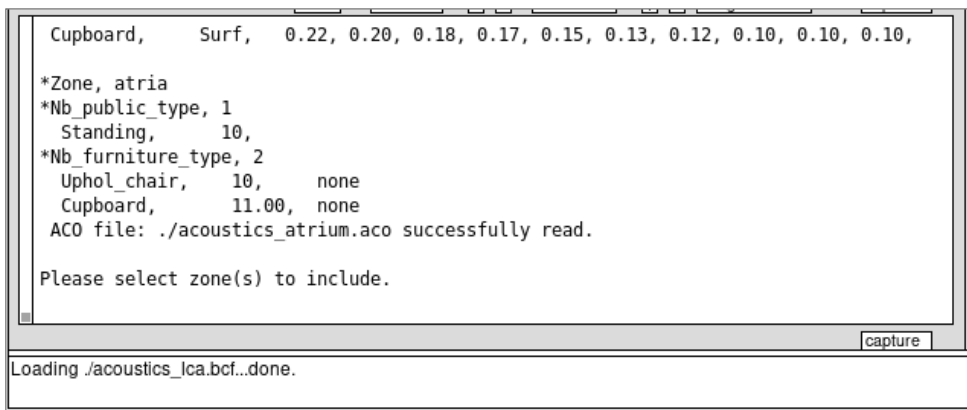 Cupboard,     Surf,   0.22, 0.20, 0.18, 0.17, 0.15, 0.13, 0.12, 0.10, 0.10, 0.10,
*Zone, atria
*Nb_public_type, 1
Standing,      10,
*Nb_furniture_type, 2
Uphol_chair,    10,     none
Cupboard,       11.00,  none
ACO file: ./acoustics_atrium.aco successfully read.
Please select zone(s) to include.
capture
Loading ./acoustics_lca.bcf...done.